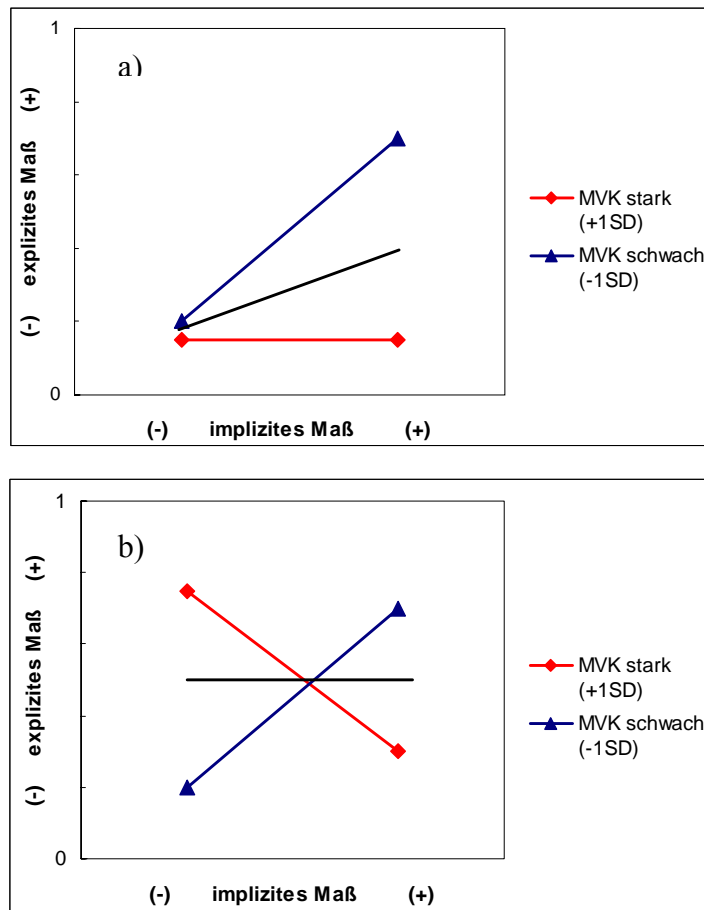 1
a)
explizites Maß (+)
(-)
0
(-) implizites Maß (+)
MVK stark
(+1SD)
MVK schwach
(-1SD)
1
b)
explizites Maß (+)
(-)
0
(-) implizites Maß (+)
MVK stark
(+1SD)
MVK schwach
(-1SD)